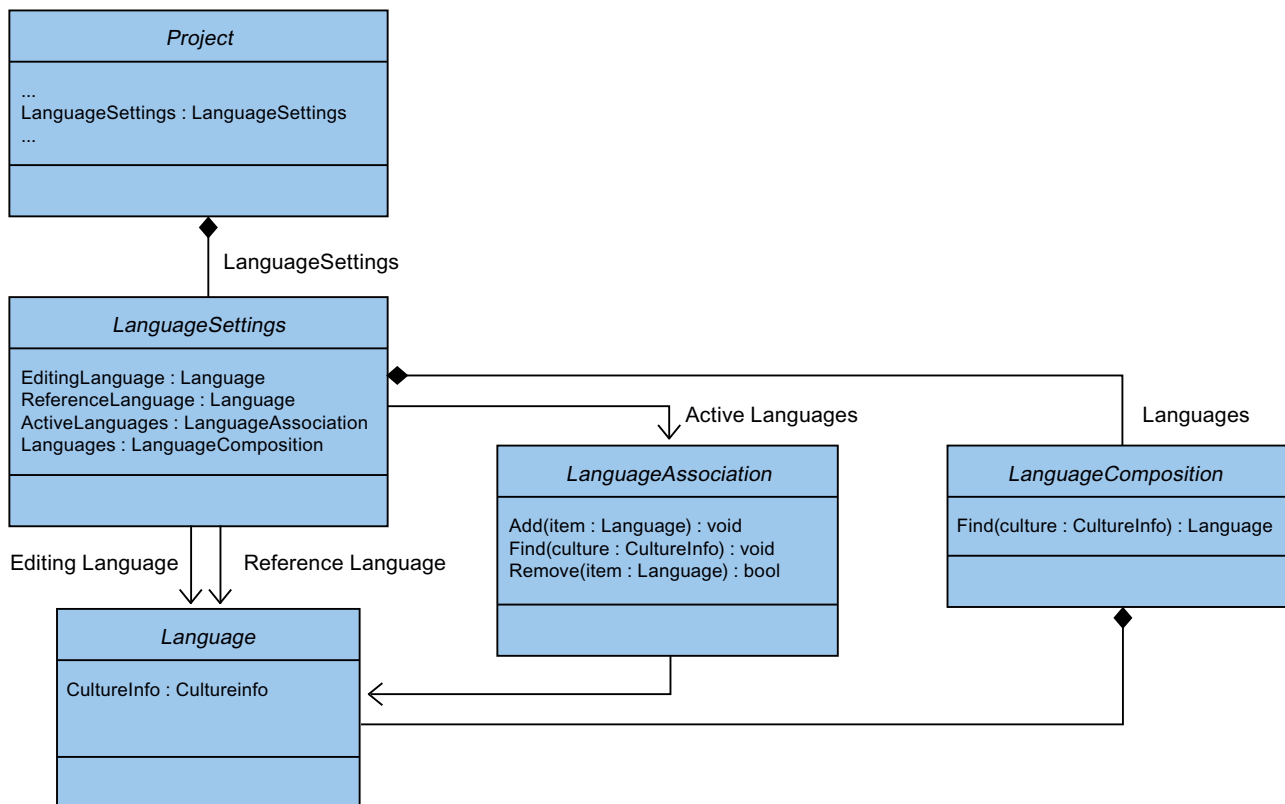 Project
...
LanguageSettings : LanguageSettings
...
LanguageSettings
LanguageSettings
EditingLanguage : Language
ReferenceLanguage : Language
ActiveLanguages : LanguageAssociation
Languages : LanguageComposition
Active Languages
Languages
LanguageAssociation
Add(item : Language) : void
Find(culture : CultureInfo) : void
Remove(item : Language) : bool
LanguageComposition
Find(culture : CultureInfo) : Language
Editing Language
Reference Language
Language
CultureInfo : Cultureinfo